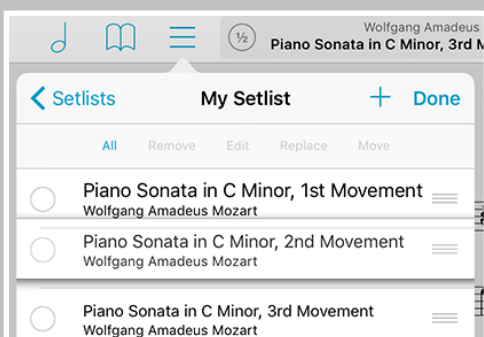 ½
Wolfgang Amadeus
Piano Sonata in C Minor, 3rd
Setlists
My Setlist
+
Done
All
Remove
Edit
Replace
Move
Piano Sonata in C Minor, 1st Movement
Wolfgang Amadeus Mozart
Piano Sonata in C Minor, 2nd Movement
Wolfgang Amadeus Mozart
Piano Sonata in C Minor, 3rd Movement
Wolfgang Amadeus Mozart